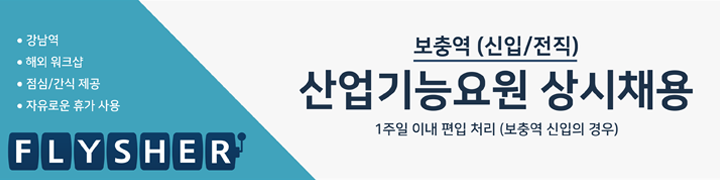 • 강남역
• 해외 워크샵
• 점심/간식 제공
• 자유로운 휴가 사용
FLYSHER
보충역 (신입/전직)
산업기능요원 상시채용
1주일 이내 편입 처리 (보충역 신입의 경우)